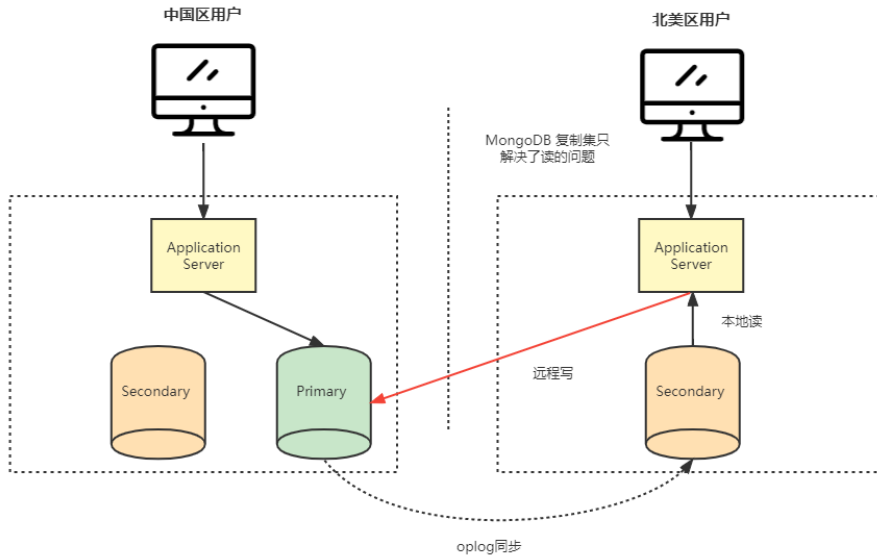 中国区用户
北美区用户
MongoDB 复制集只
解决了读的问题
Application
Server
Application
Server
本地读
远程写
Secondary
Primary
Secondary
oplog同步